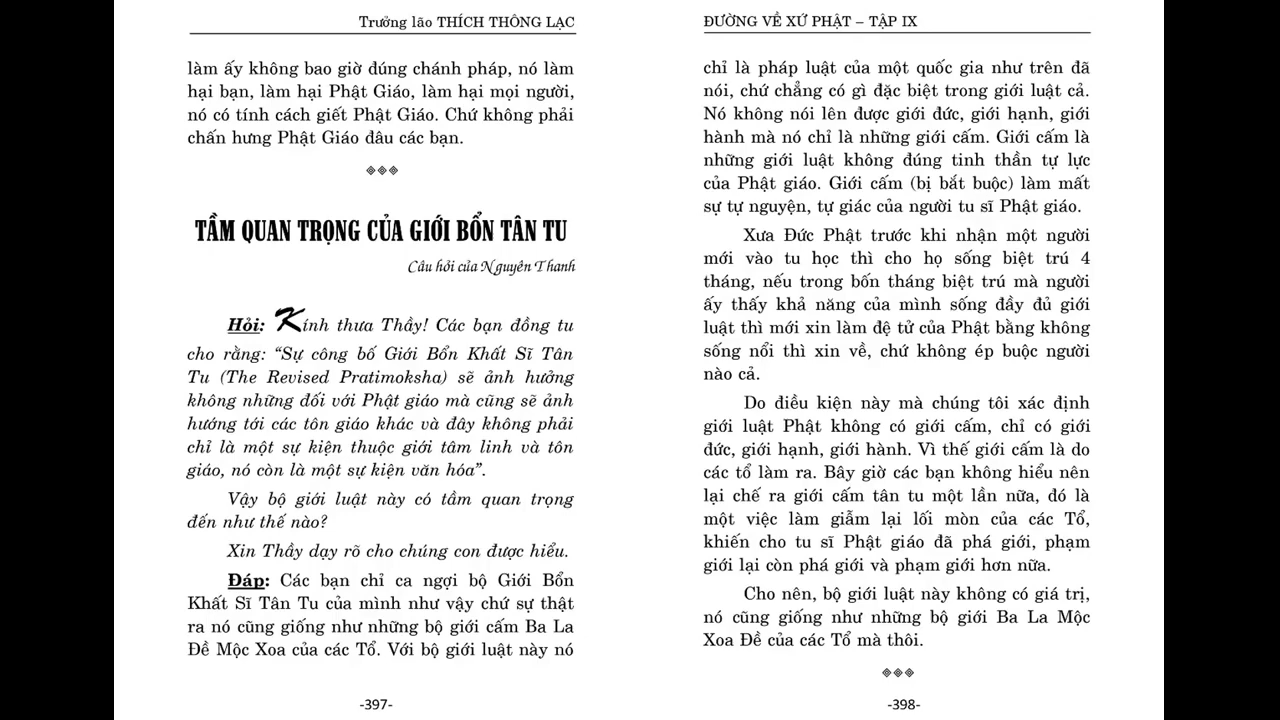 Trưởng lão THÍCH THÔNG LẠC
làm ấy không bao giờ đúng chánh pháp, nó làm
hại bạn, làm hại Phật Giáo, làm hại mọi người,
nó có tính cách giết Phật Giáo. Chứ không phải
chấn hưng Phật Giáo đâu các bạn.
TẦM QUAN TRỌNG CỦA GIỚI BỔN TÂN TU
Câu hỏi của Nguyên Thanh
Hỏi: Kính thưa Thầy! Các bạn đồng tu
cho rằng: “Sự công bố Giới Bổn Khất Sĩ Tân
Tu (The Revised Pratimoksha) sẽ ảnh hưởng
không những đối với Phật giáo mà cũng sẽ ảnh
hướng tới các tôn giáo khác và đây không phải
chỉ là một sự kiện thuộc giới tâm linh và tôn
giáo, nó còn là một sự kiện văn hóa”.
Vậy bộ giới luật này có tầm quan trọng
đến như thế nào?
Xin Thầy dạy rõ cho chúng con được hiểu.
Đáp: Các bạn chỉ ca ngợi bộ Giới Bổn
Khất Sĩ Tân Tu của mình như vậy chứ sự thật
ra nó cũng giống như những bộ giới cấm Ba La
Đề Mộc Xoa của các Tổ. Với bộ giới luật này nó
-397-
ĐƯỜNG VỀ XỨ PHẬT – TẬP IX
chỉ là pháp luật của một quốc gia như trên đã
nói, chứ chẳng có gì đặc biệt trong giới luật cả.
Nó không nói lên được giới đức, giới hạnh, giới
hành mà nó chỉ là những giới cấm. Giới cấm là
những giới luật không đúng tinh thần tự lực
của Phật giáo. Giới cấm (bị bắt buộc) làm mất
sự tự nguyện, tự giác của người tu sĩ Phật giáo.
Xưa Đức Phật trước khi nhận một người
mới vào tu học thì cho họ sống biệt trú 4
tháng, nếu trong bốn tháng biệt trú mà người
ấy thấy khả năng của mình sống đầy đủ giới
luật thì mới xin làm đệ tử của Phật bằng không
sống nổi thì xin về, chứ không ép buộc người
nào cả.
Do điều kiện này mà chúng tôi xác định
giới luật Phật không có giới cấm, chỉ có giới
đức, giới hạnh, giới hành. Vì thế giới cấm là do
các tổ làm ra. Bây giờ các bạn không hiểu nên
lại chế ra giới cấm tân tu một lần nữa, đó là
một việc làm giẫm lại lối mòn của các Tổ,
khiến cho tu sĩ Phật giáo đã phá giới, phạm
giới lại còn phá giới và phạm giới hơn nữa.
Cho nên, bộ giới luật này không có giá trị,
nó cũng giống như những bộ giới Ba La Mộc
Xoa Đề của các Tổ mà thôi.
-398-